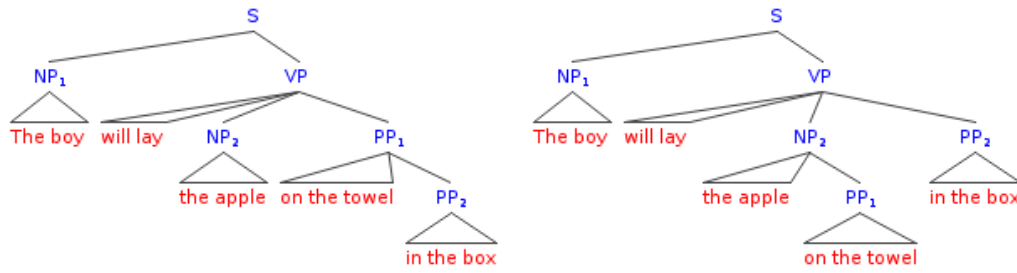 S S
NP₁ VP NP₁ VP
The boy will lay NP₂ PP₁ The boy will lay NP₂ PP₂
the apple on the towel PP₂ the apple PP₁ in the box
in the box on the towel